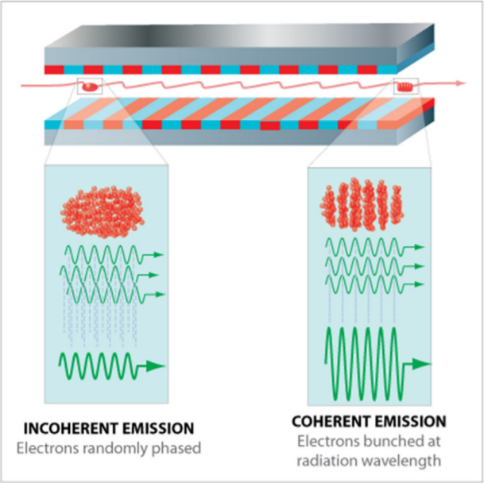 INCOHERENT EMISSION
Electrons randomly phased
COHERENT EMISSION
Electrons bunched at
radiation wavelength